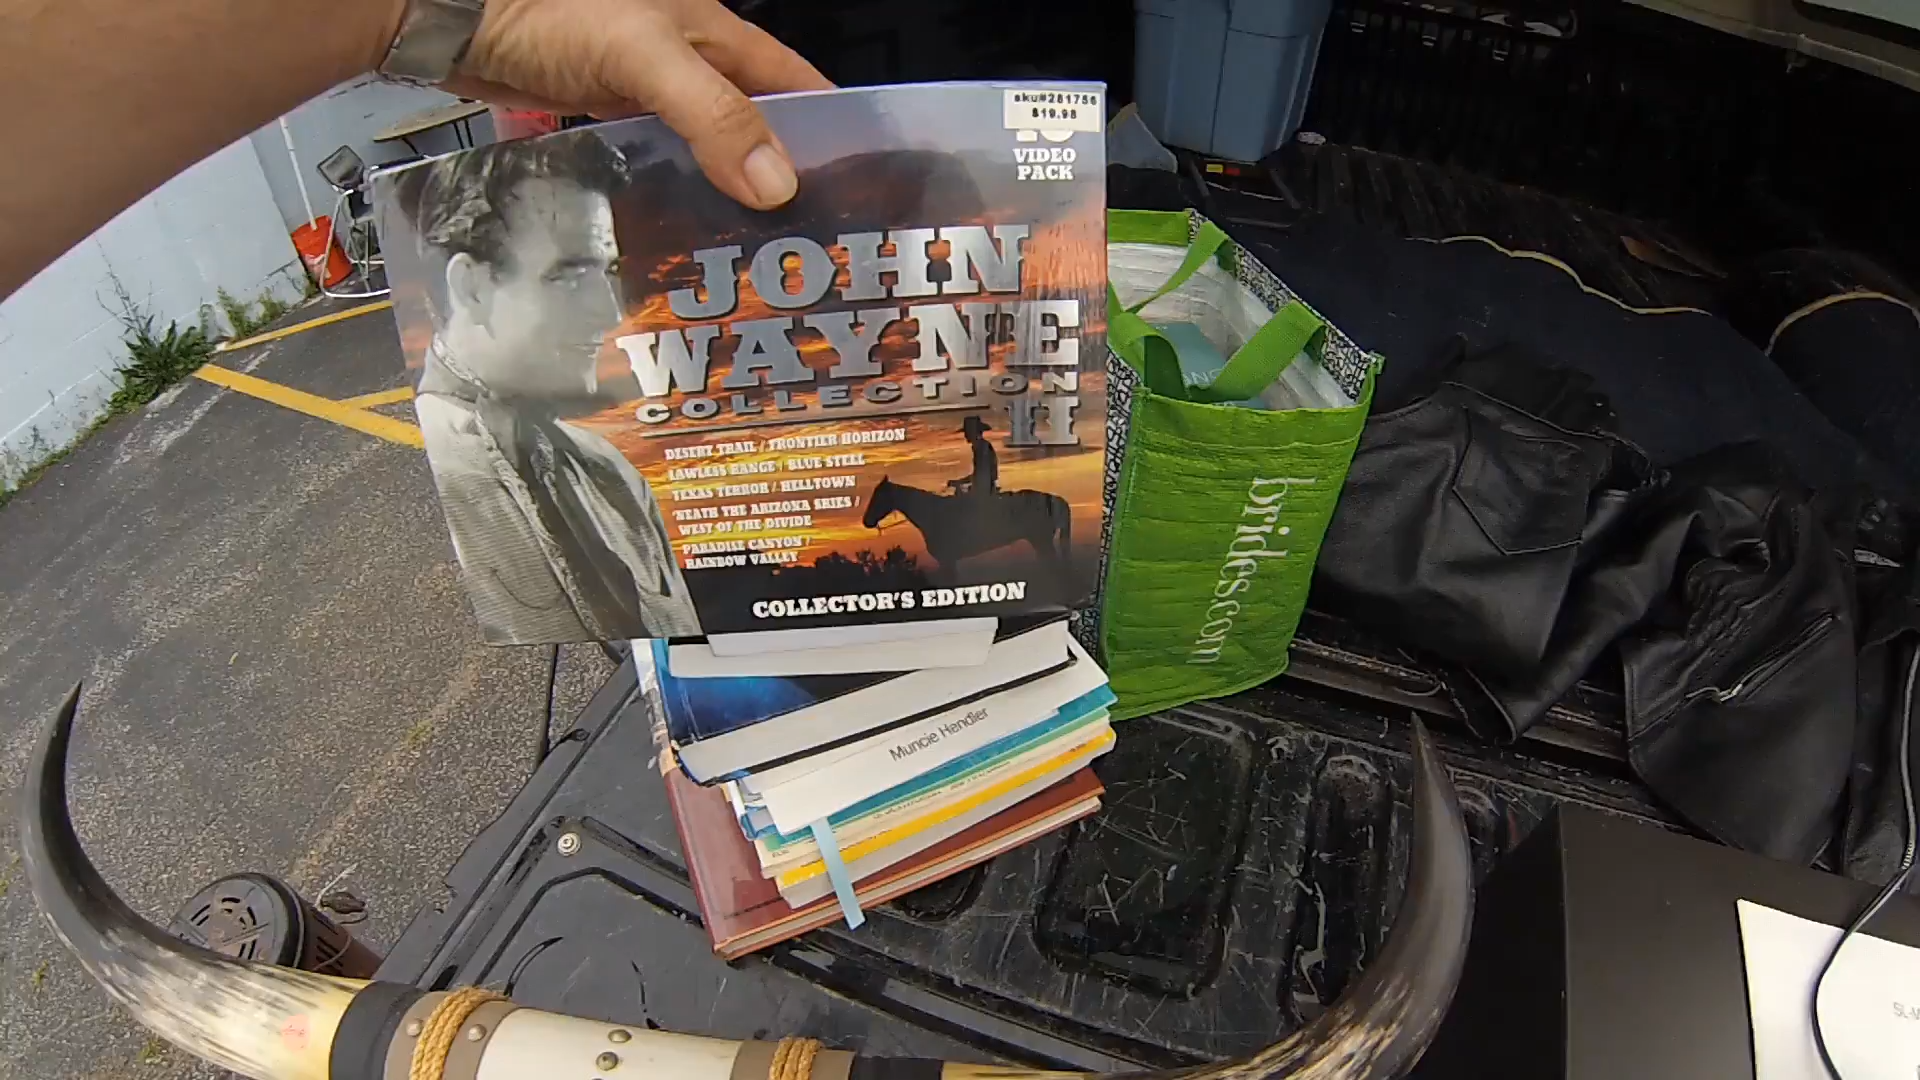 sku#281756
$19.98
VIDEO
PACK
JOHN
WAYNE
COLLECTION
II
DESERT TRAIL / FRONTIER HORIZON
LAWLESS RANGE / BLUE STEEL
TEXAS TERROR / HELLTOWN
'NEATH THE ARIZONA SKIES /
WEST OF THE DIVIDE
PARADISE CANYON /
RAINBOW VALLEY
COLLECTOR'S EDITION
brides.com
Muncie Hendler